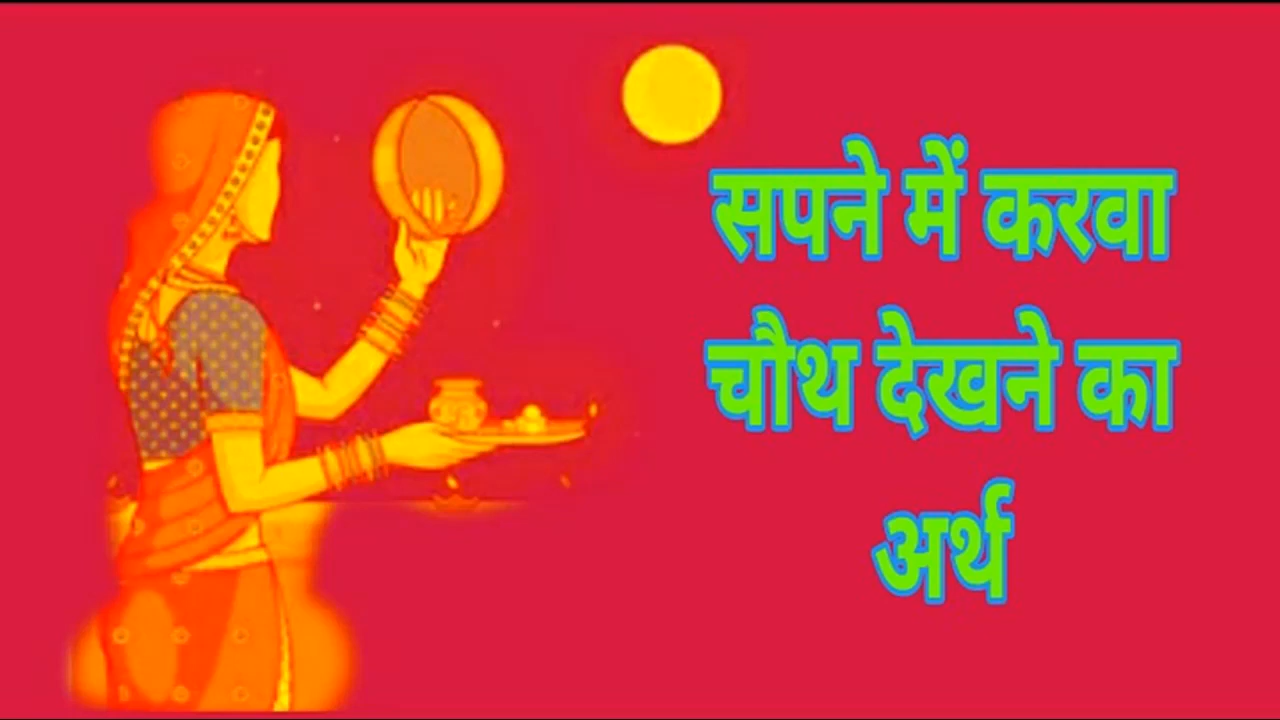 सपने में करवा
चौथ देखने का
अर्थ